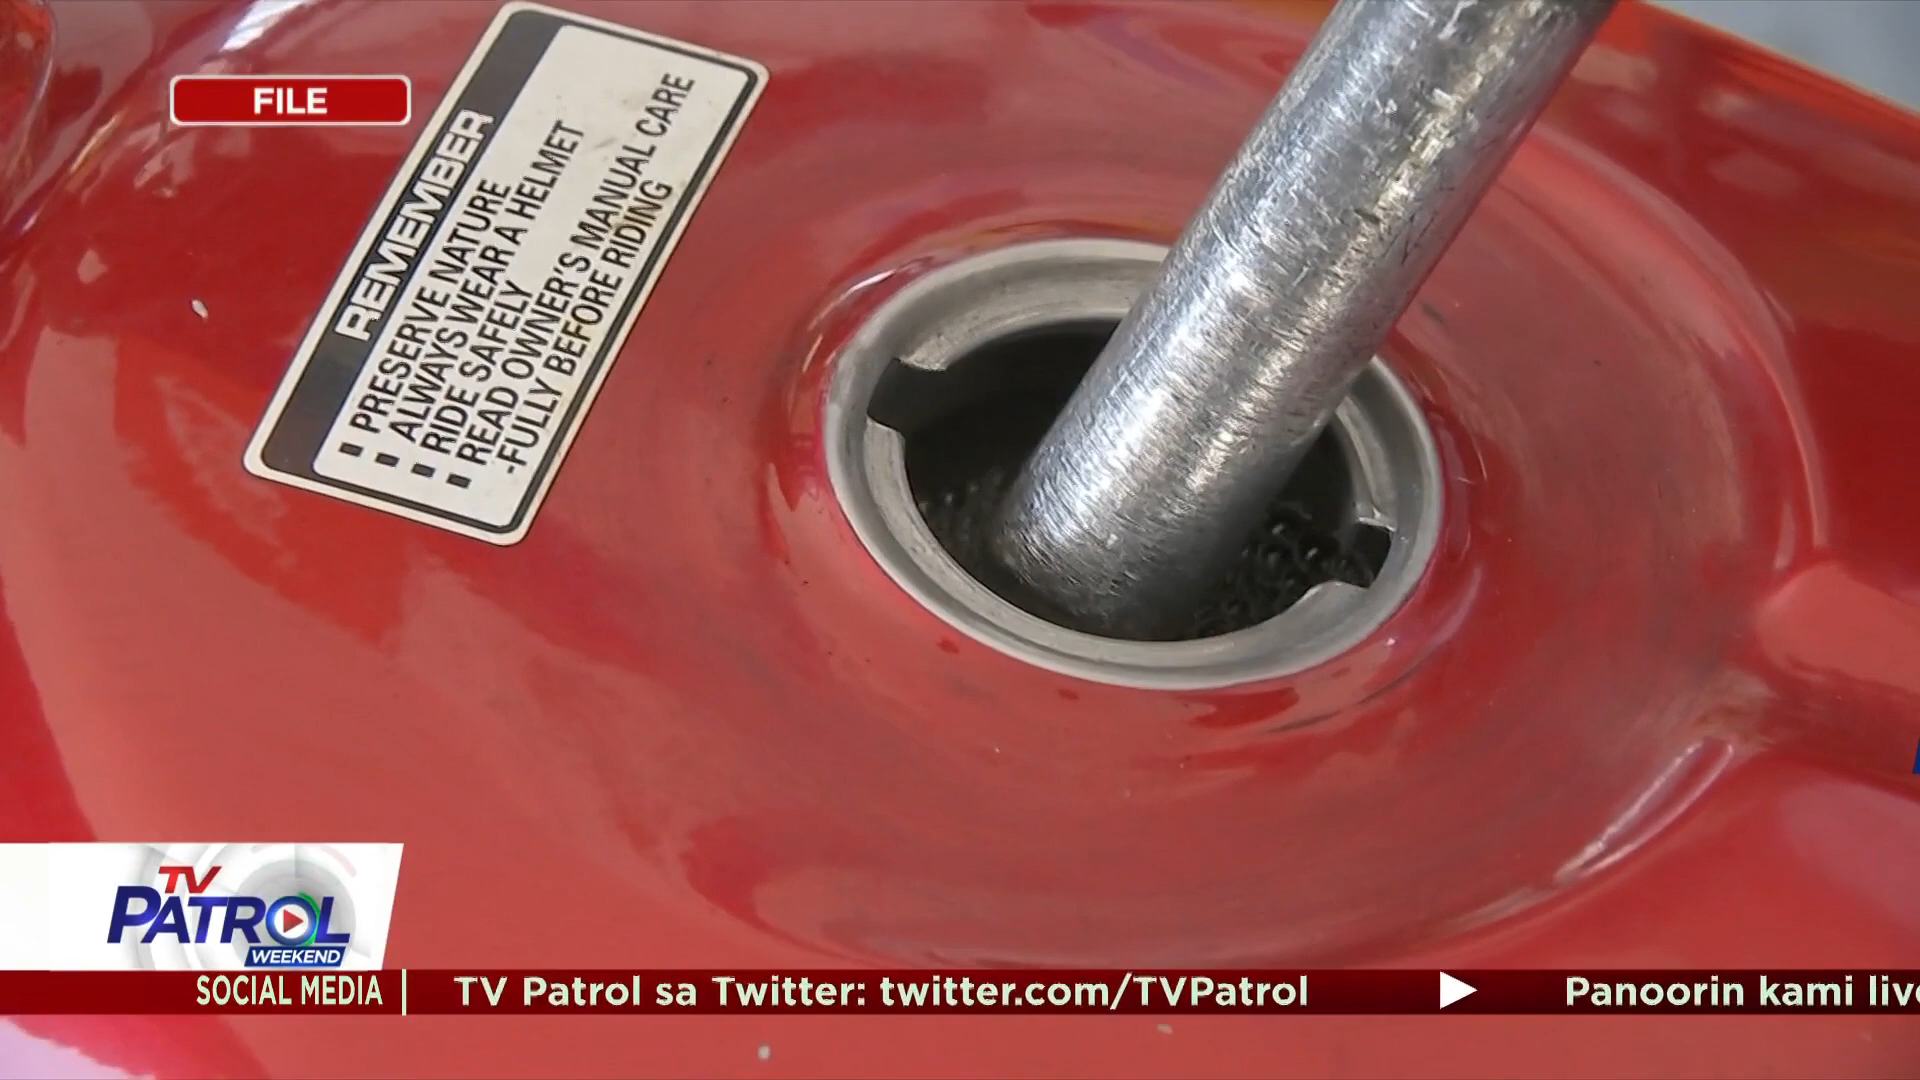 FILE
REMEMBER
PRESERVE NATURE
ALWAYS WEAR A HELMET
RIDE SAFELY
READ OWNER'S MANUAL CARE
-FULLY BEFORE RIDING
TV
PATROL
WEEKEND
SOCIAL MEDIA
TV Patrol sa Twitter: twitter.com/TVPatrol
Panoorin kami live